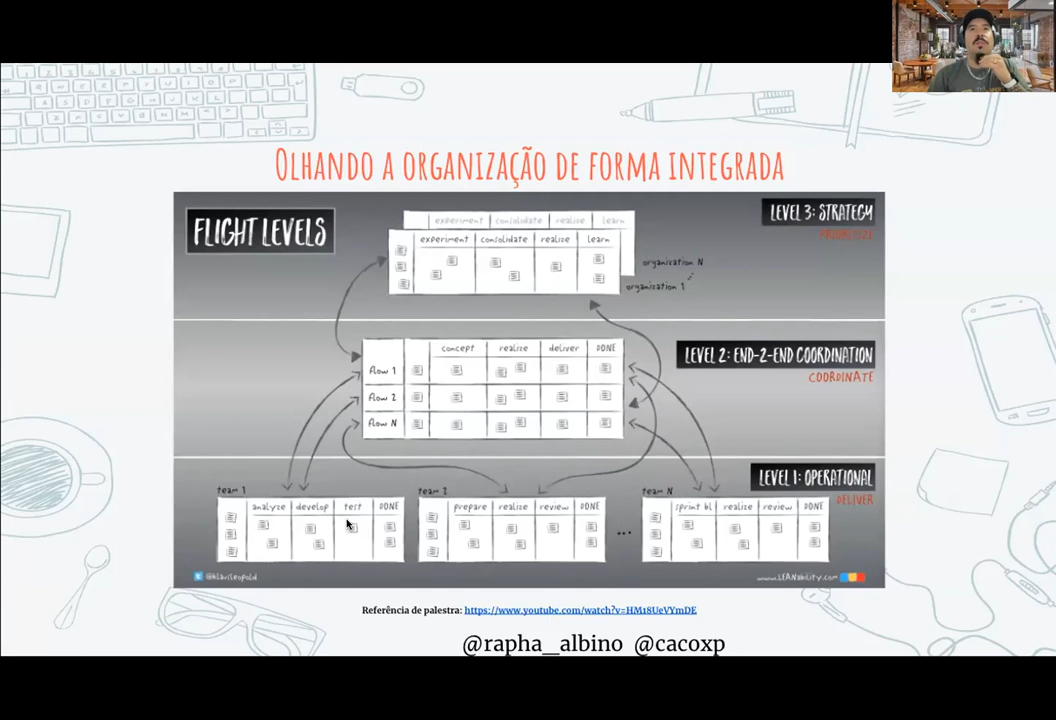 OLHANDO A ORGANIZAÇÃO DE FORMA INTEGRADA
FLIGHT LEVELS
LEVEL 3: STRATEGY
PRIORITIZE
experiment consolidate realize learn
experiment consolidate realize learn
organization N
organization 1
LEVEL 2: END-2-END COORDINATION
COORDINATE
concept realize deliver DONE
flow 1
flow 2
flow N
LEVEL 1: OPERATIONAL
DELIVER
team 1
analyze develop test DONE
team 2
prepare realize review DONE
...
team N
sprint bl realize review DONE
@klausleopold
www.LEANability.com
Referência de palestra: https://www.youtube.com/watch?v=HM18UeVYmDE
@rapha_albino @cacoxp